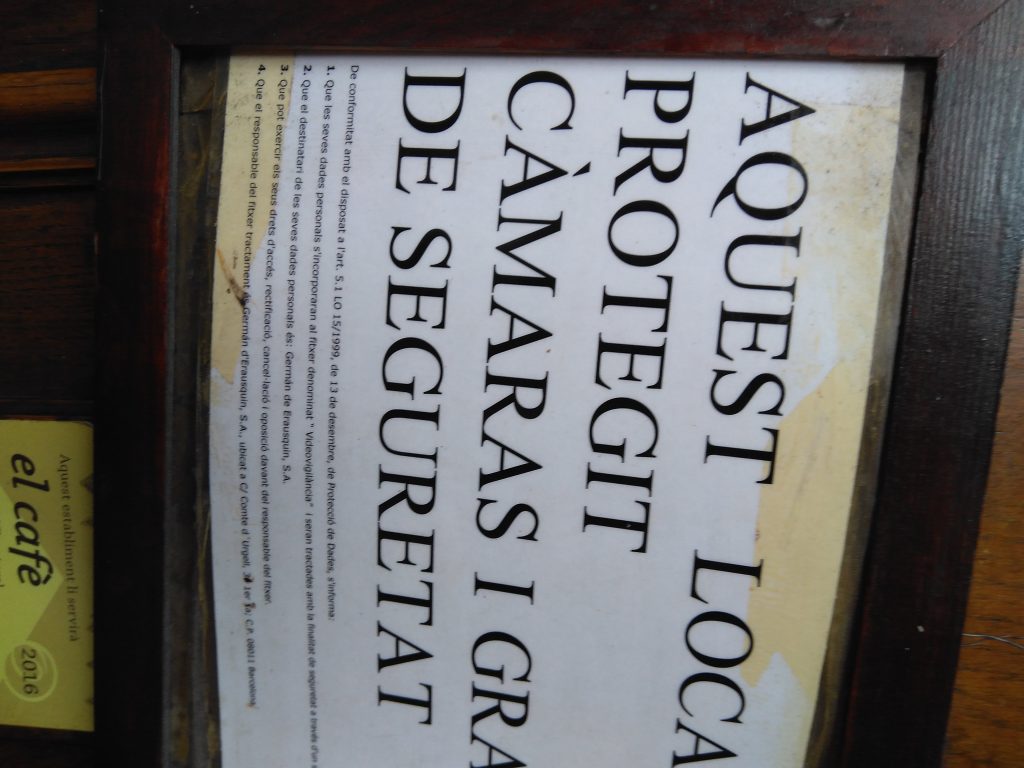 AQUEST LOCA
PROTEGIT
CÀMARAS I GRA
DE SEGURETAT
De conformitat amb el disposat a l'art. 5.1 LO 15/1999, de 13 de desembre, de Protecció de Dades, s'informa:
1. Que les seves dades personals s'incorporaran al fitxer denominat " Videovigilància" i seran tractades amb la finalitat de seguretat a través d'un s
2. Que el destinatari de les seves dades personals és: Germán de Erausquin, S.A.
3. Que pot exercir els seus drets d'accés, rectificació, cancel·lació i oposició davant del responsable del fitxer.
4. Que el responsable del fitxer tractament és Germán d'Erausquin, S.A., ubicat a C/ Comte d´Urgell, 1er 1a, C.P. 08011 Barcelona
Aquest establiment li servirà
el cafè
2016